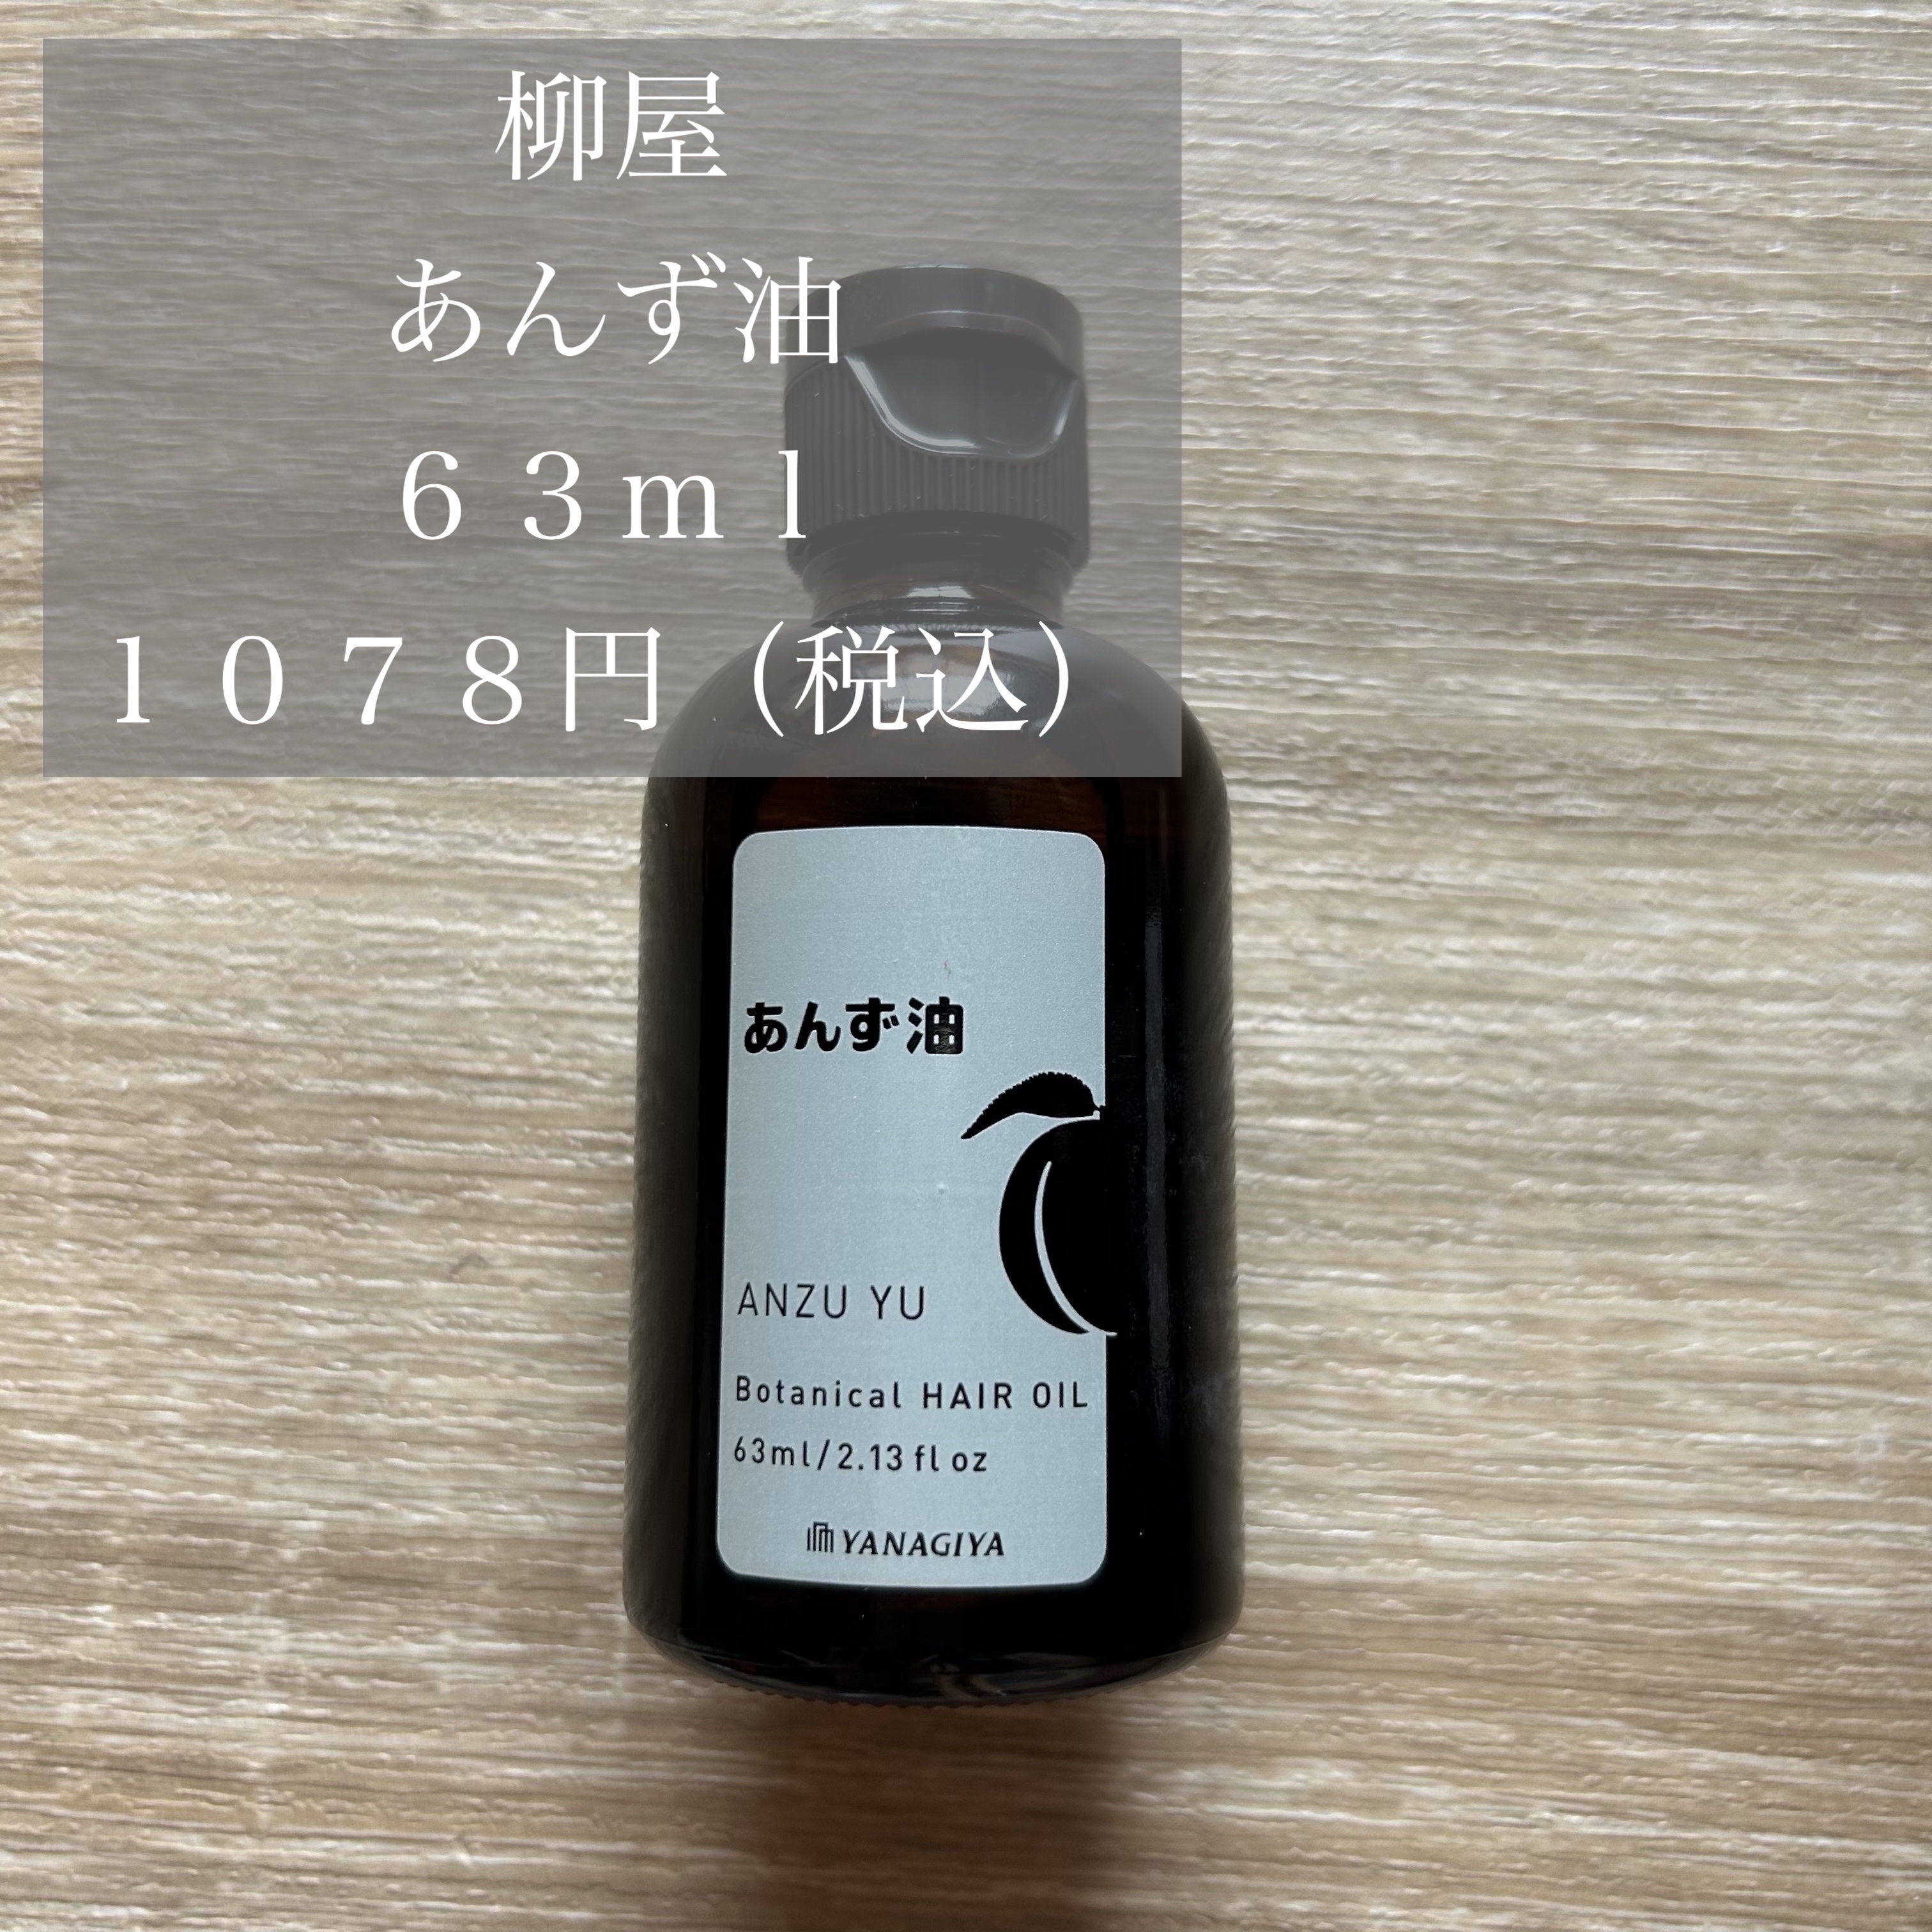 柳屋
あんず油
６３ｍｌ
１０７８円（税込）
あんず油
ANZU YU
Botanical HAIR OIL
63ml/2.13 fl oz
YANAGIYA